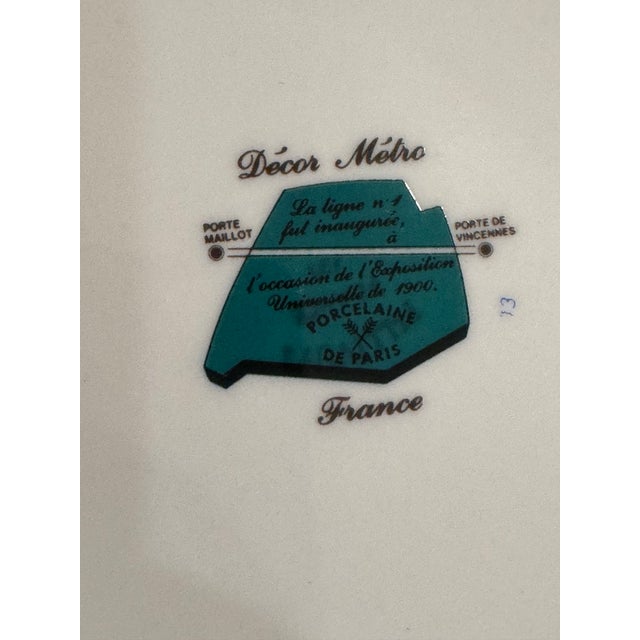 Décor Métro
La ligne n°1
fut inaugurée,
à
PORTE
MAILLOT
PORTE DE
VINCENNES
l'occasion de l'Exposition
Universelle de 1900.
PORCELAINE
DE PARIS
France
13